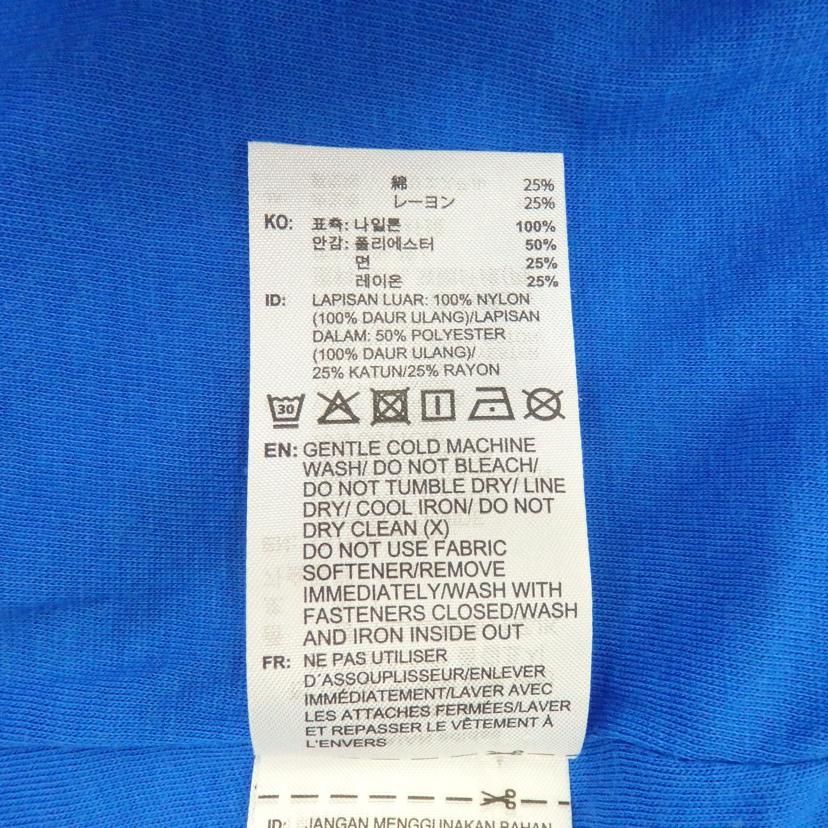 綿 25%
レーヨン 25%
KO: 표측: 나일론 100%
안감: 폴리에스터 50%
면 25%
레이온 25%
ID: LAPISAN LUAR: 100% NYLON
(100% DAUR ULANG)/LAPISAN
DALAM: 50% POLYESTER
(100% DAUR ULANG)/
25% KATUN/25% RAYON
30
EN: GENTLE COLD MACHINE
WASH/ DO NOT BLEACH/
DO NOT TUMBLE DRY/ LINE
DRY/ COOL IRON/ DO NOT
DRY CLEAN (X)
DO NOT USE FABRIC
SOFTENER/REMOVE
IMMEDIATELY/WASH WITH
FASTENERS CLOSED/WASH
AND IRON INSIDE OUT
FR: NE PAS UTILISER
D´ASSOUPLISSEUR/ENLEVER
IMMÉDIATEMENT/LAVER AVEC
LES ATTACHES FERMÉES/LAVER
ET REPASSER LE VÊTEMENT À
L'ENVERS
ID: JANGAN MENGGUNAKAN BAHAN